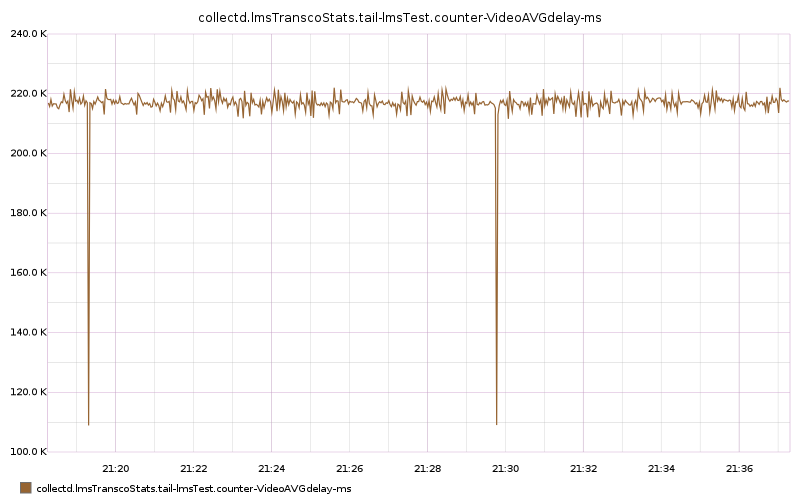 collectd.lmsTranscoStats.tail-lmsTest.counter-VideoAVGdelay-ms
240.0 K
220.0 K
200.0 K
180.0 K
160.0 K
140.0 K
120.0 K
100.0 K
21:20 21:22 21:24 21:26 21:28 21:30 21:32 21:34 21:36
collectd.lmsTranscoStats.tail-lmsTest.counter-VideoAVGdelay-ms